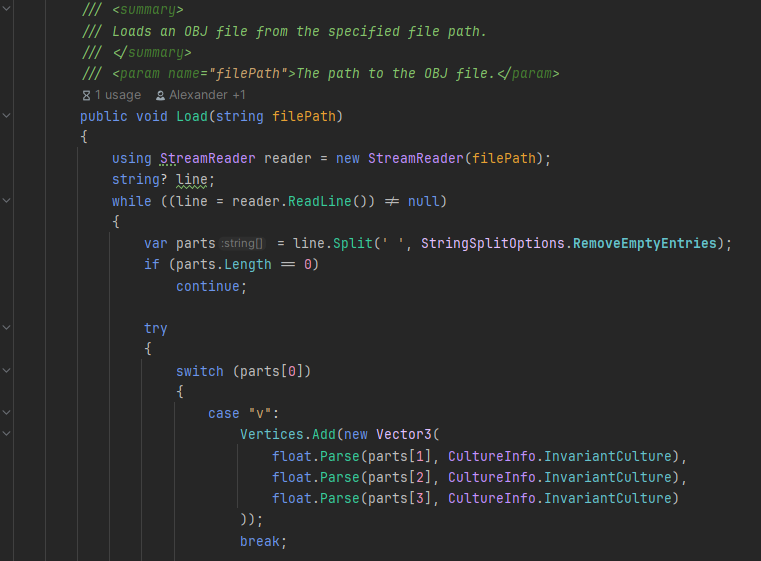 /// <summary>
/// Loads an OBJ file from the specified file path.
/// </summary>
/// <param name="filePath">The path to the OBJ file.</param>
1 usage Alexander +1
public void Load(string filePath)
{
using StreamReader reader = new StreamReader(filePath);
string? line;
while ((line = reader.ReadLine()) != null)
{
var parts :string[] = line.Split(' ', StringSplitOptions.RemoveEmptyEntries);
if (parts.Length == 0)
continue;
try
{
switch (parts[0])
{
case "v":
Vertices.Add(new Vector3(
float.Parse(parts[1], CultureInfo.InvariantCulture),
float.Parse(parts[2], CultureInfo.InvariantCulture),
float.Parse(parts[3], CultureInfo.InvariantCulture)
));
break;